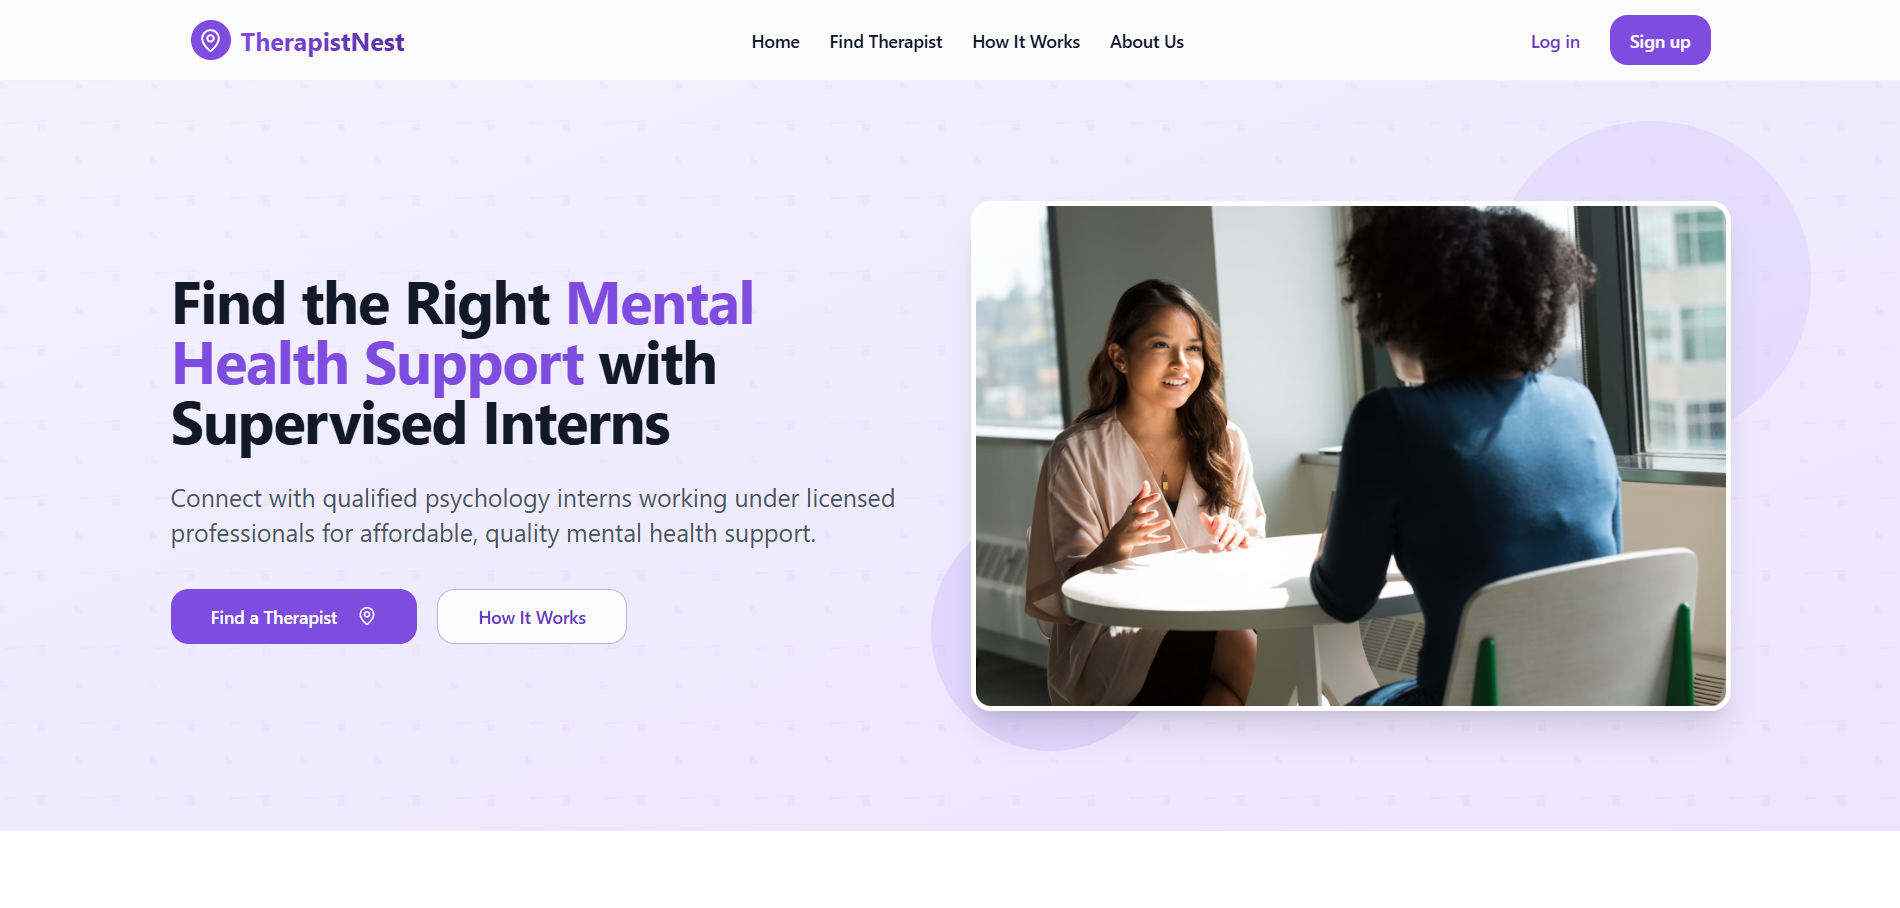 TherapistNest
Home
Find Therapist
How It Works
About Us
Log in
Sign up
Find the Right Mental
Health Support with
Supervised Interns
Connect with qualified psychology interns working under licensed
professionals for affordable, quality mental health support.
Find a Therapist
How It Works